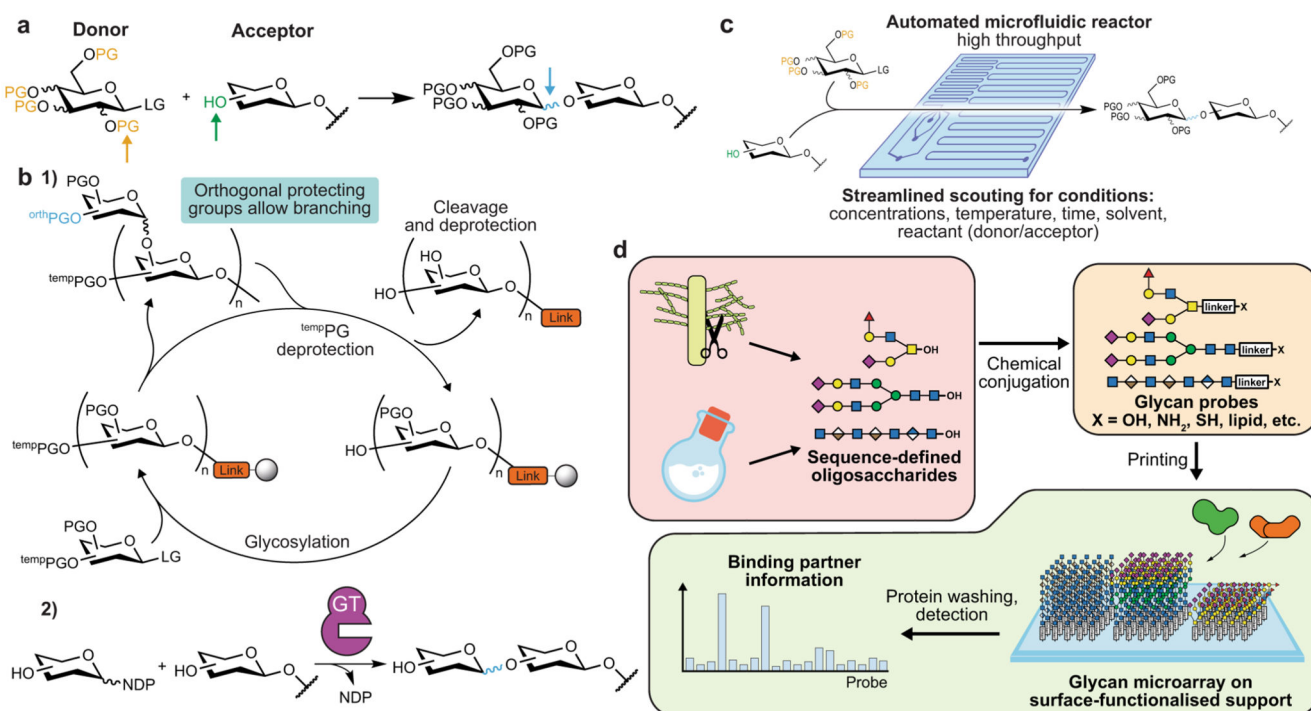 a
Donor
Acceptor
OPG
PGO
PGO
OPG
LG
+
HO
O
O
OPG
PGO
PGO
OPG
O
O
O
O
b 1)
Orthogonal protecting
groups allow branching
PGO
orthPGO
O
O
tempPGO
O
O
n
Cleavage
and deprotection
HO
HO
O
O
n
Link
tempPG
deprotection
PGO
tempPGO
O
O
n
Link
PGO
HO
O
O
n
Link
PGO
tempPGO
O
LG
Glycosylation
2)
GT
HO
O
NDP
+
HO
O
O
NDP
HO
O
O
O
O
c
Automated microfluidic reactor
high throughput
OPG
PGO
PGO
O
LG
OPG
HO
O
O
OPG
PGO
PGO
O
OPG
O
O
O
Streamlined scouting for conditions:
concentrations, temperature, time, solvent,
reactant (donor/acceptor)
d
OH
OH
OH
Sequence-defined
oligosaccharides
Chemical
conjugation
linker X
linker X
linker X
Glycan probes
X = OH, NH2, SH, lipid, etc.
Printing
Glycan microarray on
surface-functionalised support
Protein washing,
detection
Binding partner
information
Probe